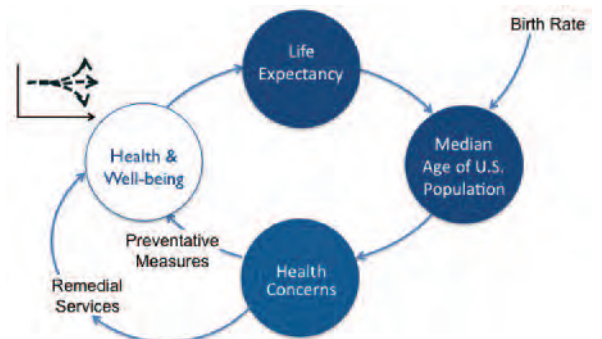 Birth Rate
Life
Expectancy
Median
Age of U.S.
Population
Health &
Well-being
Preventative
Measures
Health
Concerns
Remedial
Services